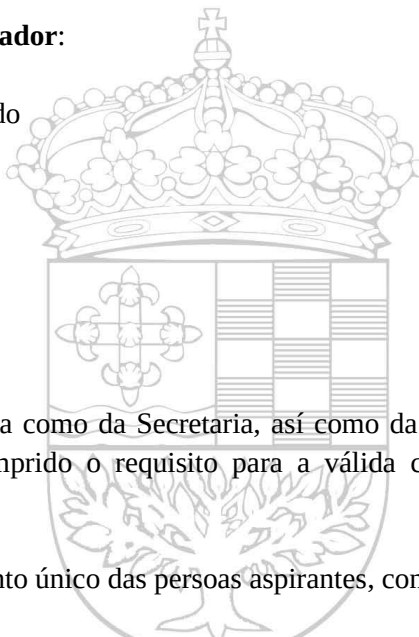 ador:
do
a como da Secretaria, así como da
mprido o requisito para a válida c
nto único das persoas aspirantes, con